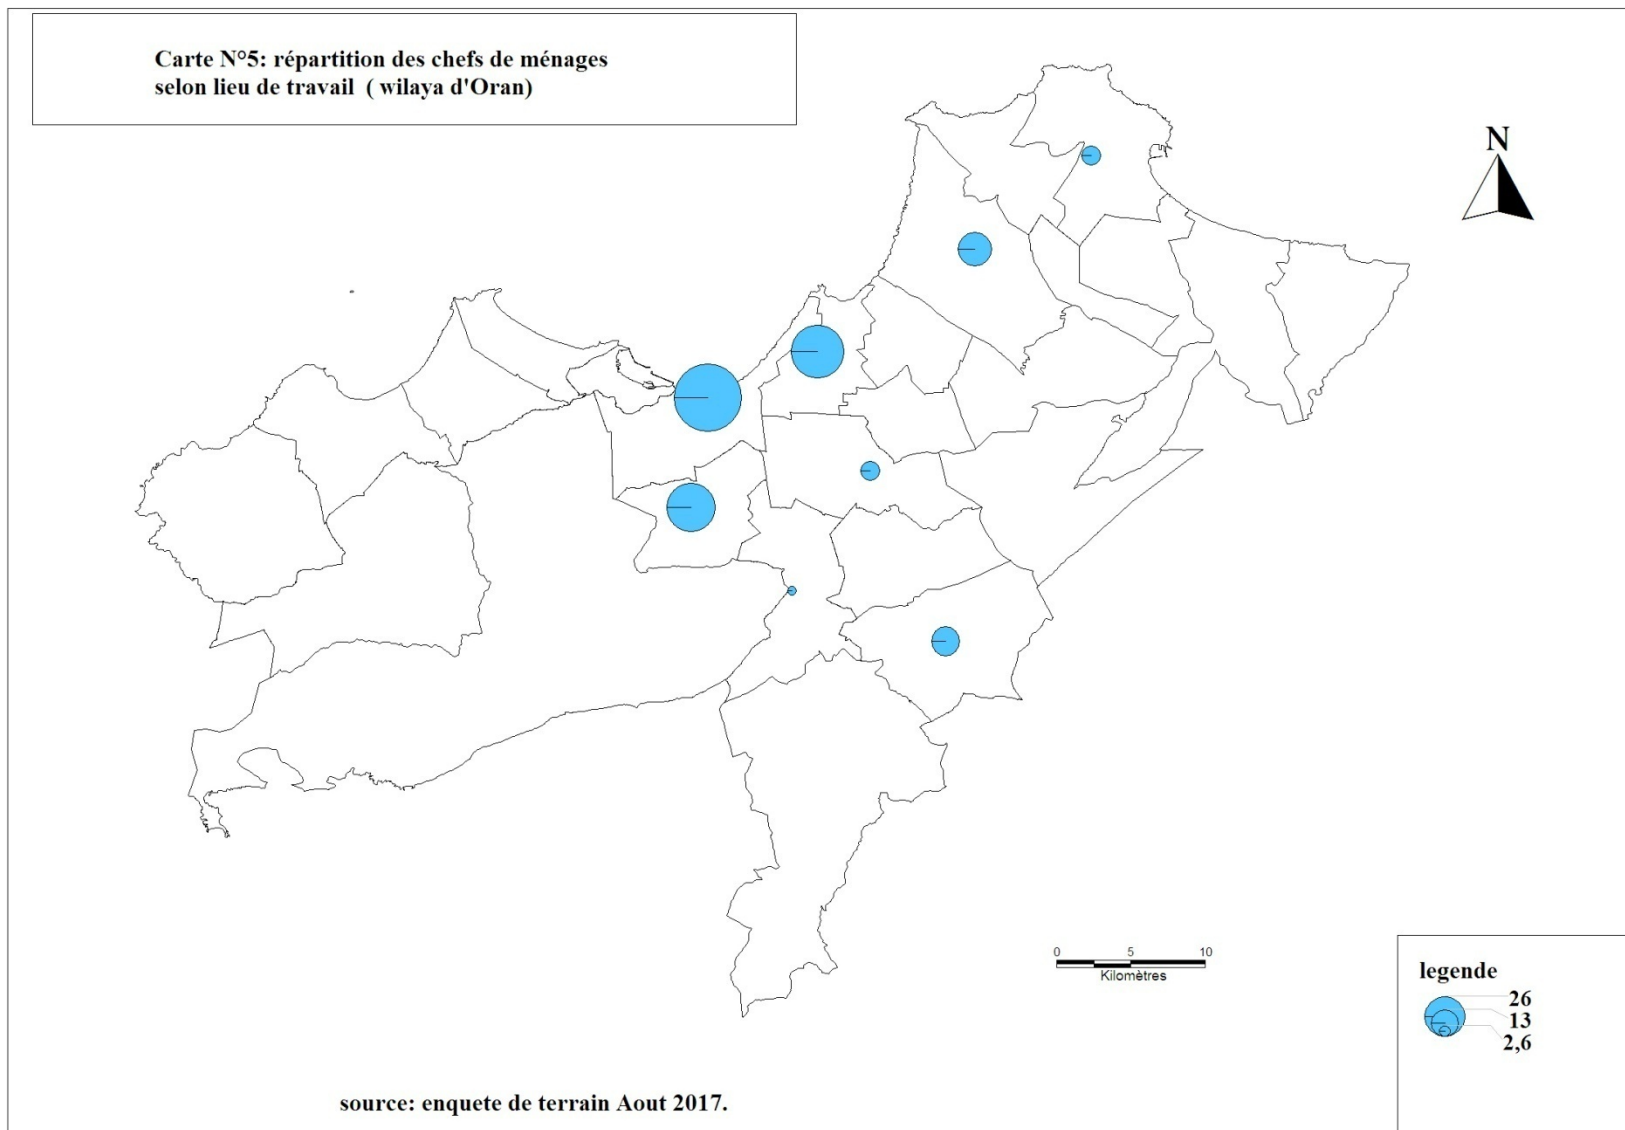 Carte N°5: répartition des chefs de ménages
selon lieu de travail ( wilaya d'Oran)
N
0 5 10
Kilomètres
legende
26
13
2,6
source: enquete de terrain Aout 2017.